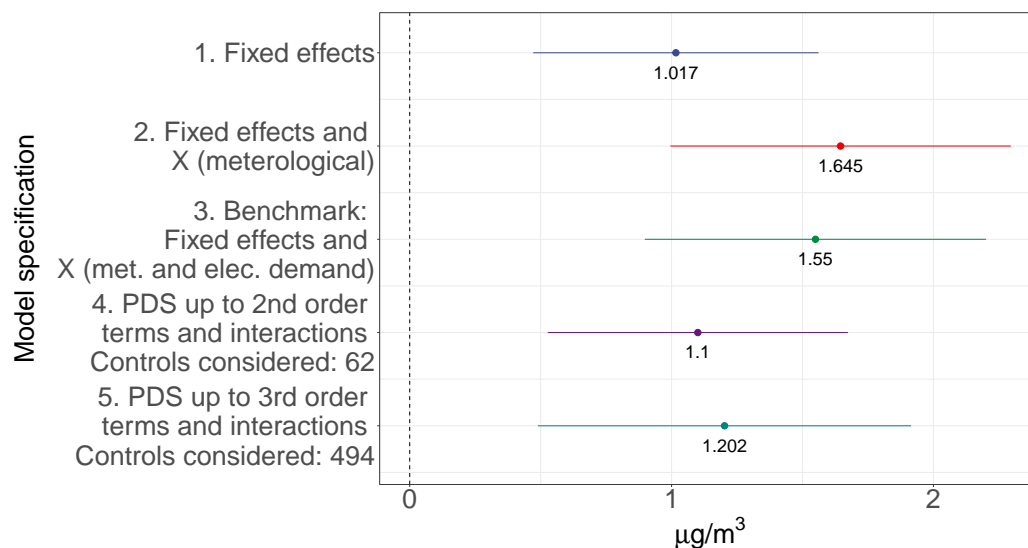 Model specification
1. Fixed effects
1.017
2. Fixed effects and
X (meterological)
1.645
3. Benchmark:
Fixed effects and
X (met. and elec. demand)
1.55
4. PDS up to 2nd order
terms and interactions
Controls considered: 62
1.1
5. PDS up to 3rd order
terms and interactions
Controls considered: 494
1.202
0
1
2
μg/m³